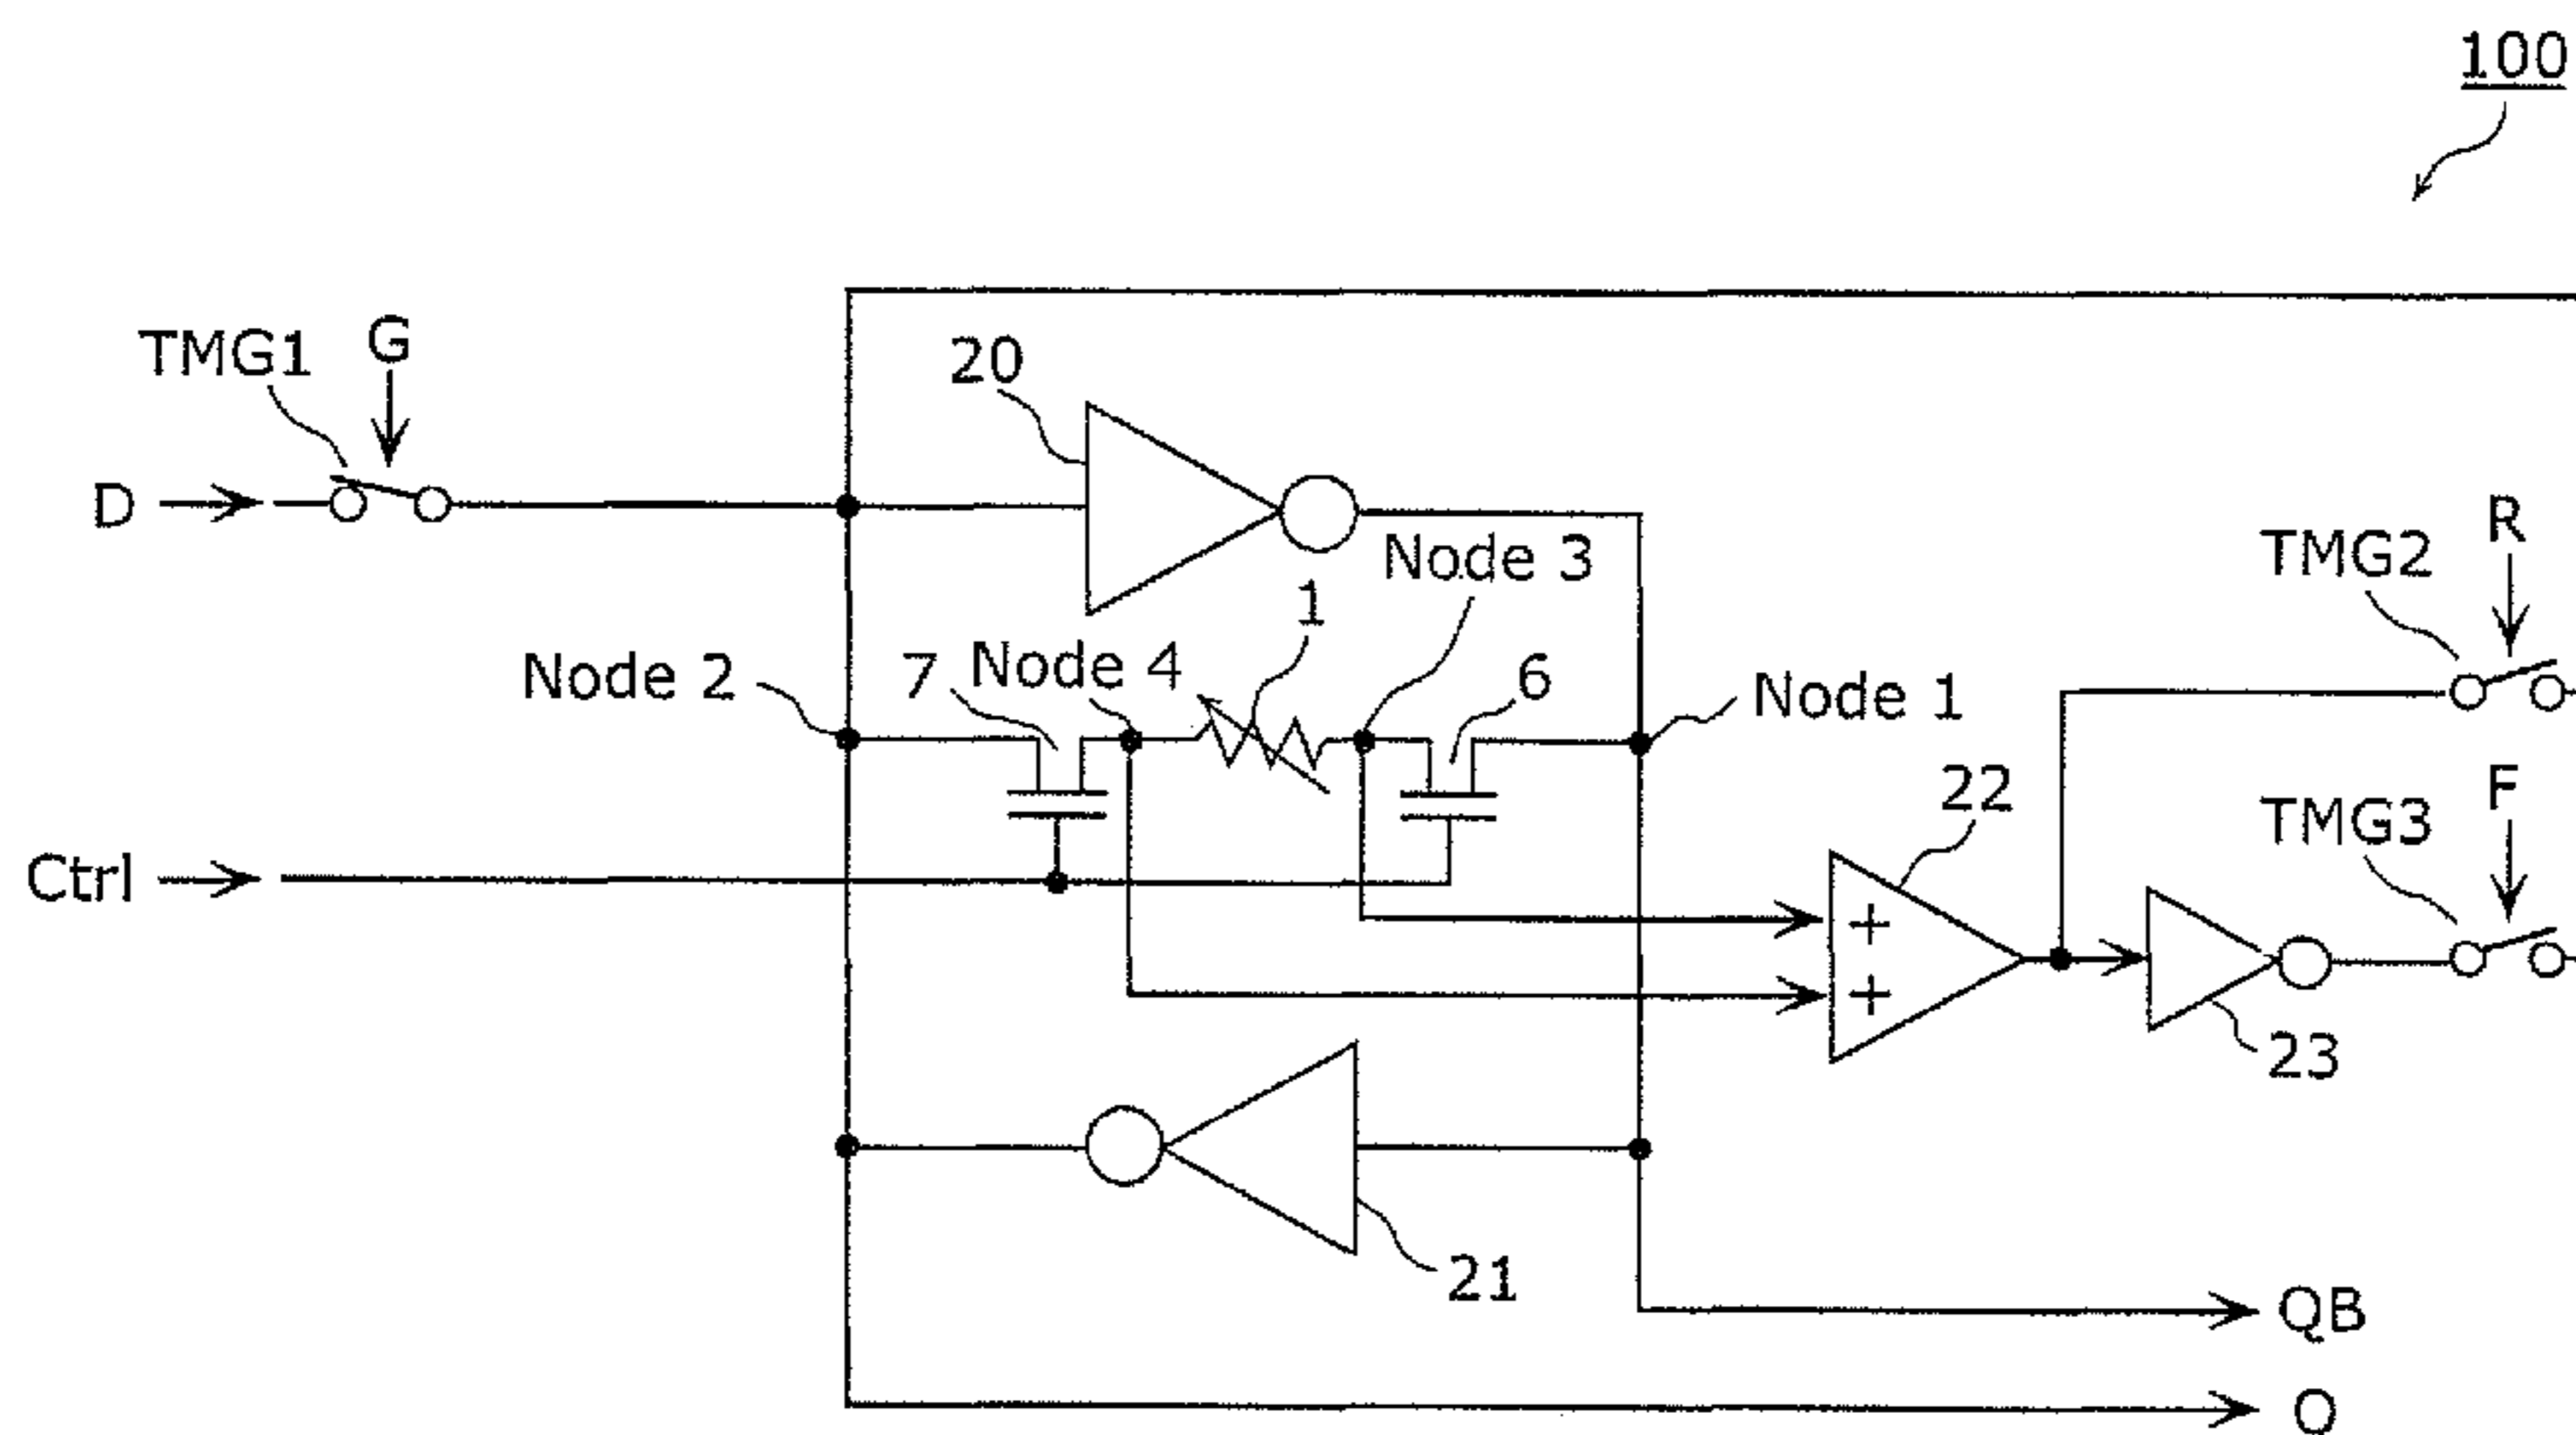 100
TMG1
G
20
D
R
TMG2
Node 3
1
Node 2
7
Node 4
6
Node 1
22
F
TMG3
Ctrl
+
+
23
21
QB